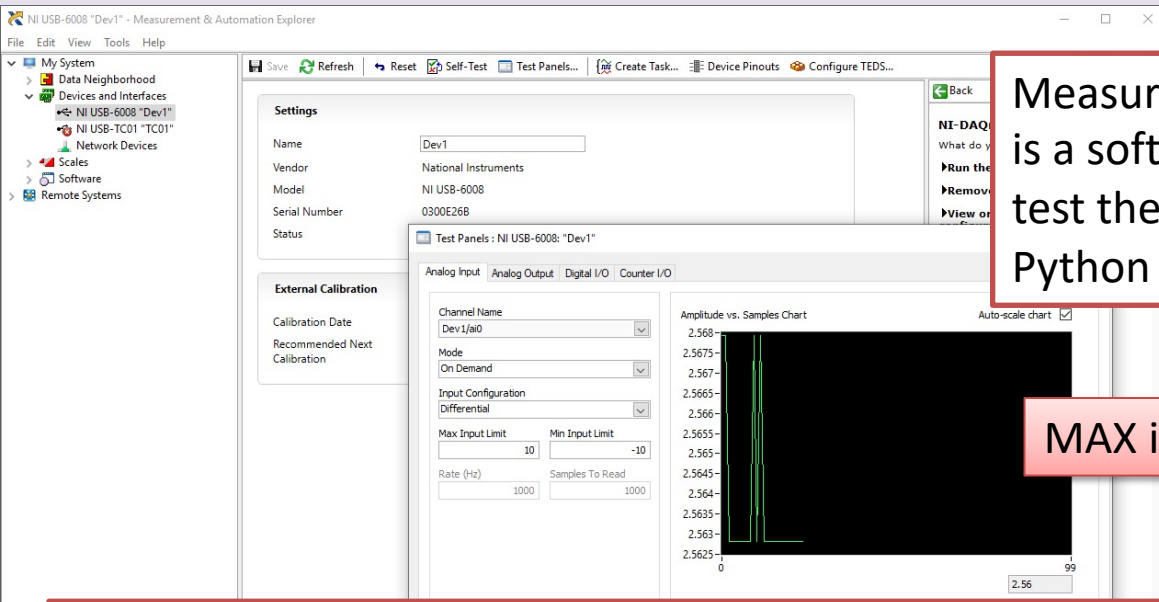 NI USB-6008 "Dev1" - Measurement & Automation Explorer
File Edit View Tools Help
My System
Data Neighborhood
Devices and Interfaces
NI USB-6008 "Dev1"
NI USB-TC01 "TC01"
Network Devices
Scales
Software
Remote Systems
Save Refresh Reset Self-Test Test Panels... Create Task... Device Pinouts Configure TEDS...
Settings
Name Dev1
Vendor National Instruments
Model NI USB-6008
Serial Number 0300E26B
Status
External Calibration
Calibration Date
Recommended Next
Calibration
Back
NI-DAQ
What do y
Run the
Remov
View or
Measur
is a soft
test the
Python
Test Panels : NI USB-6008: "Dev1"
Analog Input Analog Output Digital I/O Counter I/O
Channel Name
Dev1/ai0
Mode
On Demand
Input Configuration
Differential
Max Input Limit Min Input Limit
10 -10
Rate (Hz) Samples To Read
1000 1000
Amplitude vs. Samples Chart Auto-scale chart
2.568
2.5675
2.567
2.5665
2.566
2.5655
2.565
2.5645
2.564
2.5635
2.563
2.5625
0 99
2.56
MAX i